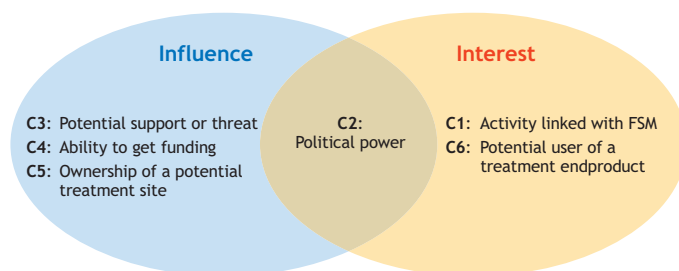 Influence
Interest
C3: Potential support or threat
C4: Ability to get funding
C5: Ownership of a potential
treatment site
C2:
Political power
C1: Activity linked with FSM
C6: Potential user of a
treatment endproduct